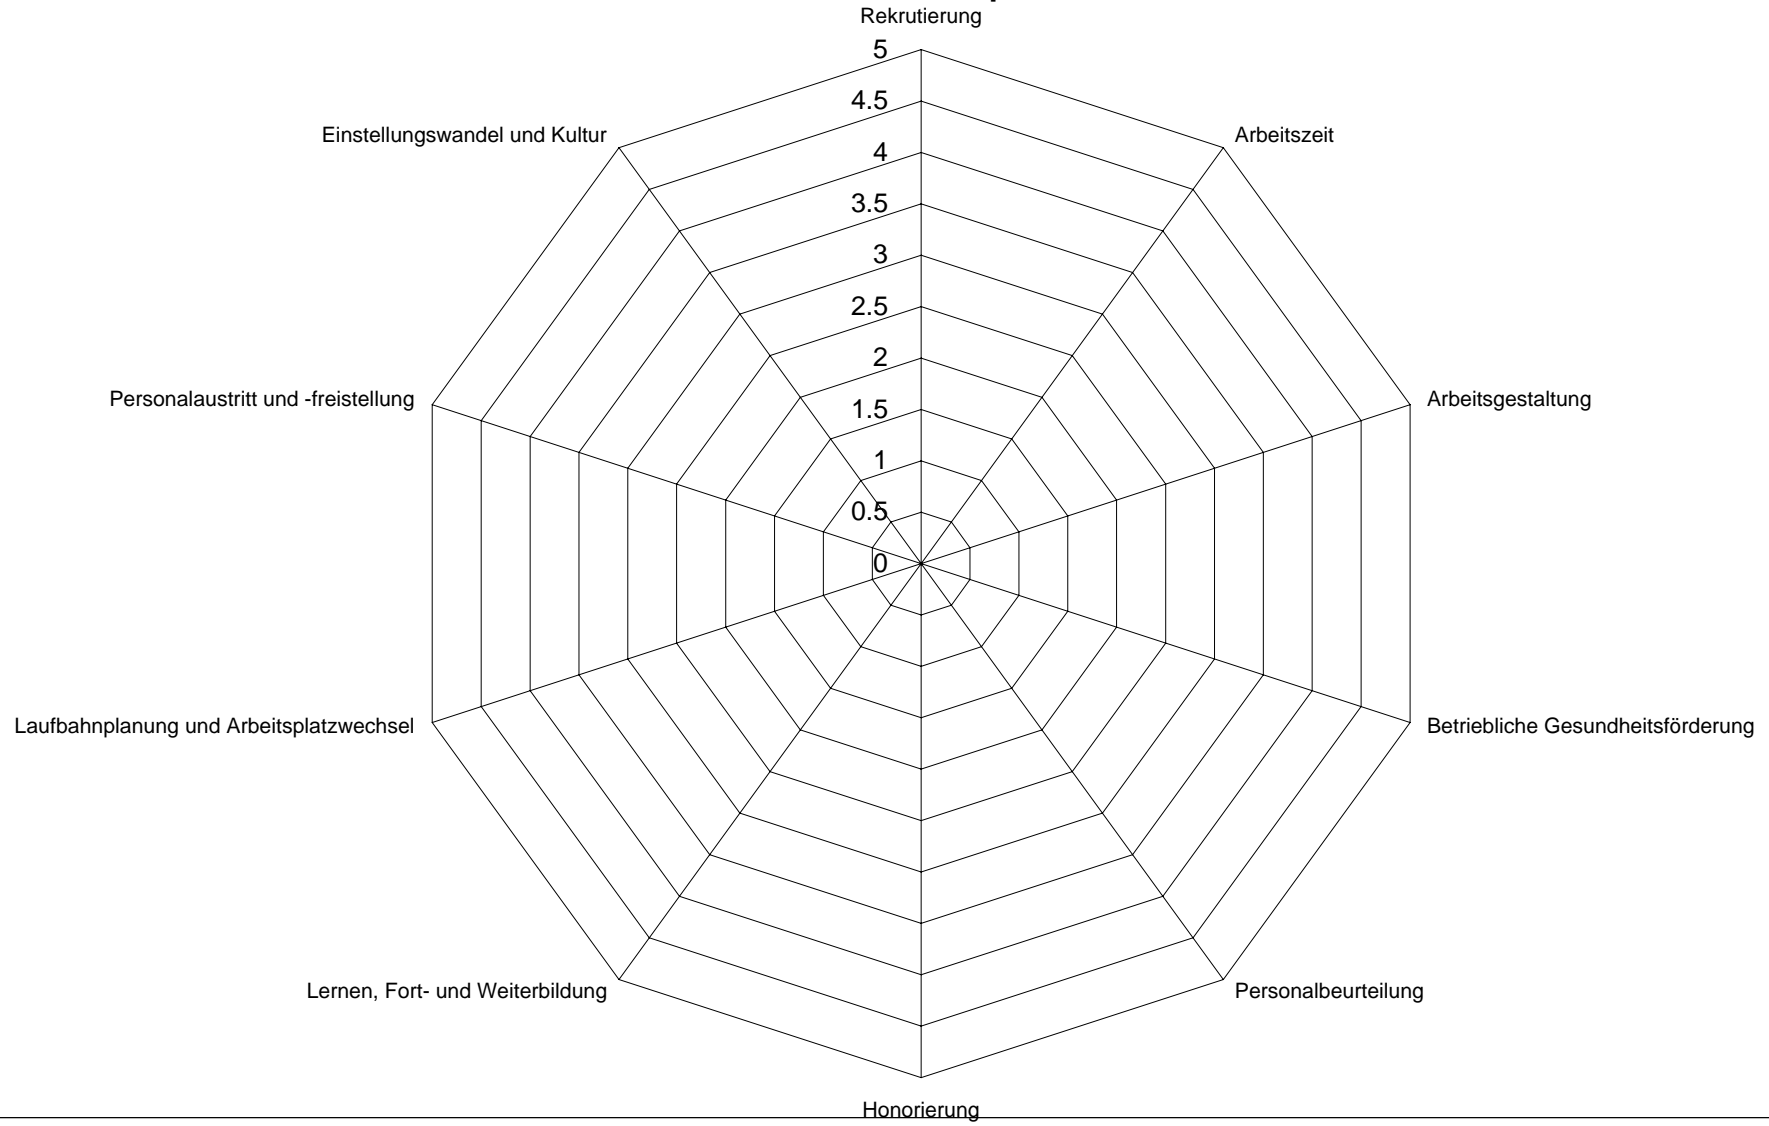 Rekrutierung
5
4.5
Einstellungswandel und Kultur
Arbeitszeit
4
3.5
3
2.5
2
Personalaustritt und -freistellung
Arbeitsgestaltung
1.5
1
0.5
0
Laufbahnplanung und Arbeitsplatzwechsel
Betriebliche Gesundheitsförderung
Lernen, Fort- und Weiterbildung
Personalbeurteilung
Honorierung